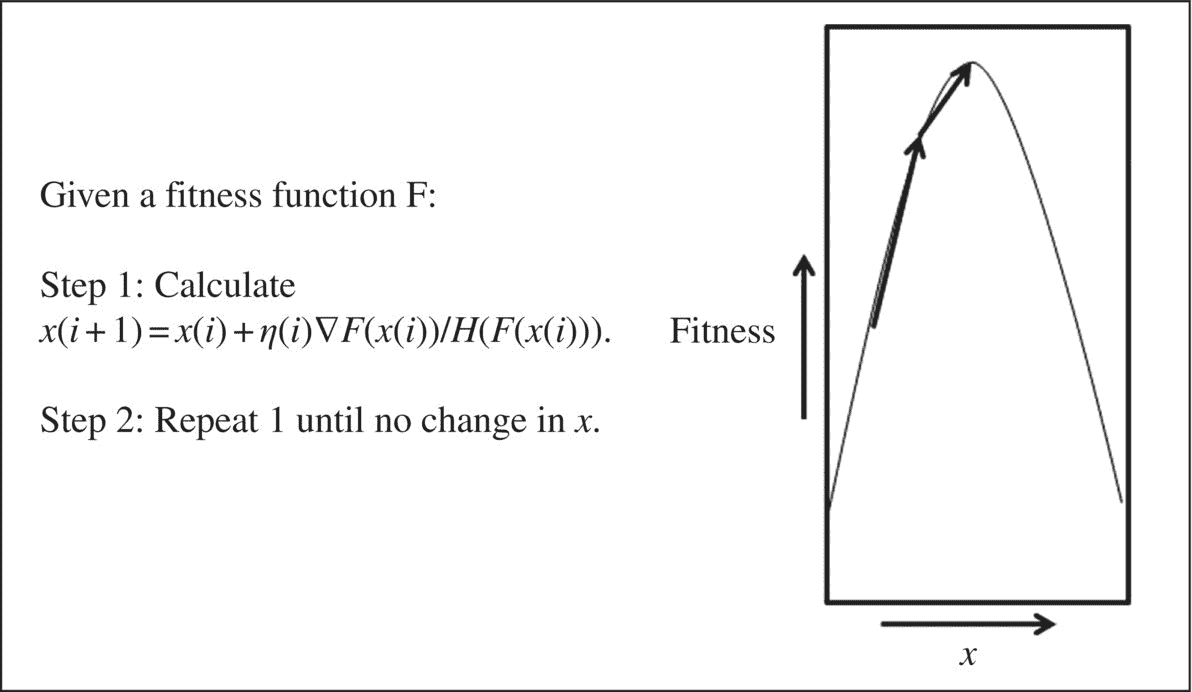 Given a fitness function F:
Step 1: Calculate
x(i + 1) = x(i) + η(i)∇F(x(i))/H(F(x(i))).
Step 2: Repeat 1 until no change in x.
Fitness
x